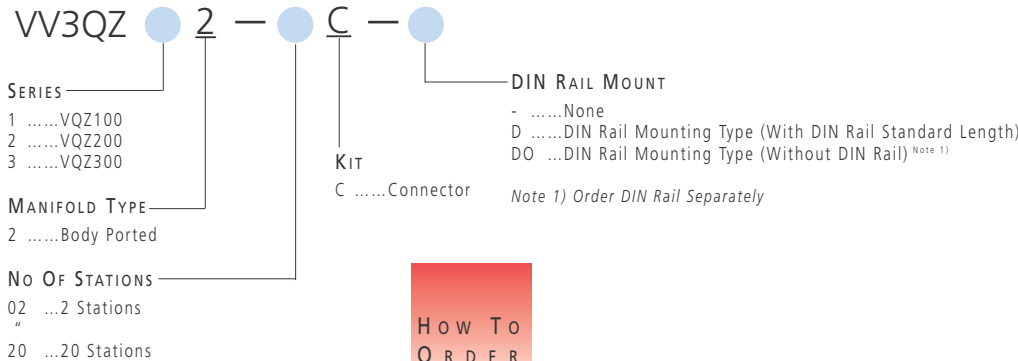 VV3QZ 2 — C —
SERIES
1 ……VQZ100
2 ……VQZ200
3 ……VQZ300
MANIFOLD TYPE
2 ……Body Ported
NO OF STATIONS
02 …2 Stations
"
20 …20 Stations
KIT
C ……Connector
DIN RAIL MOUNT
- ……None
D ……DIN Rail Mounting Type (With DIN Rail Standard Length)
DO …DIN Rail Mounting Type (Without DIN Rail) Note 1)
Note 1) Order DIN Rail Separately
HOW TO
ORDER